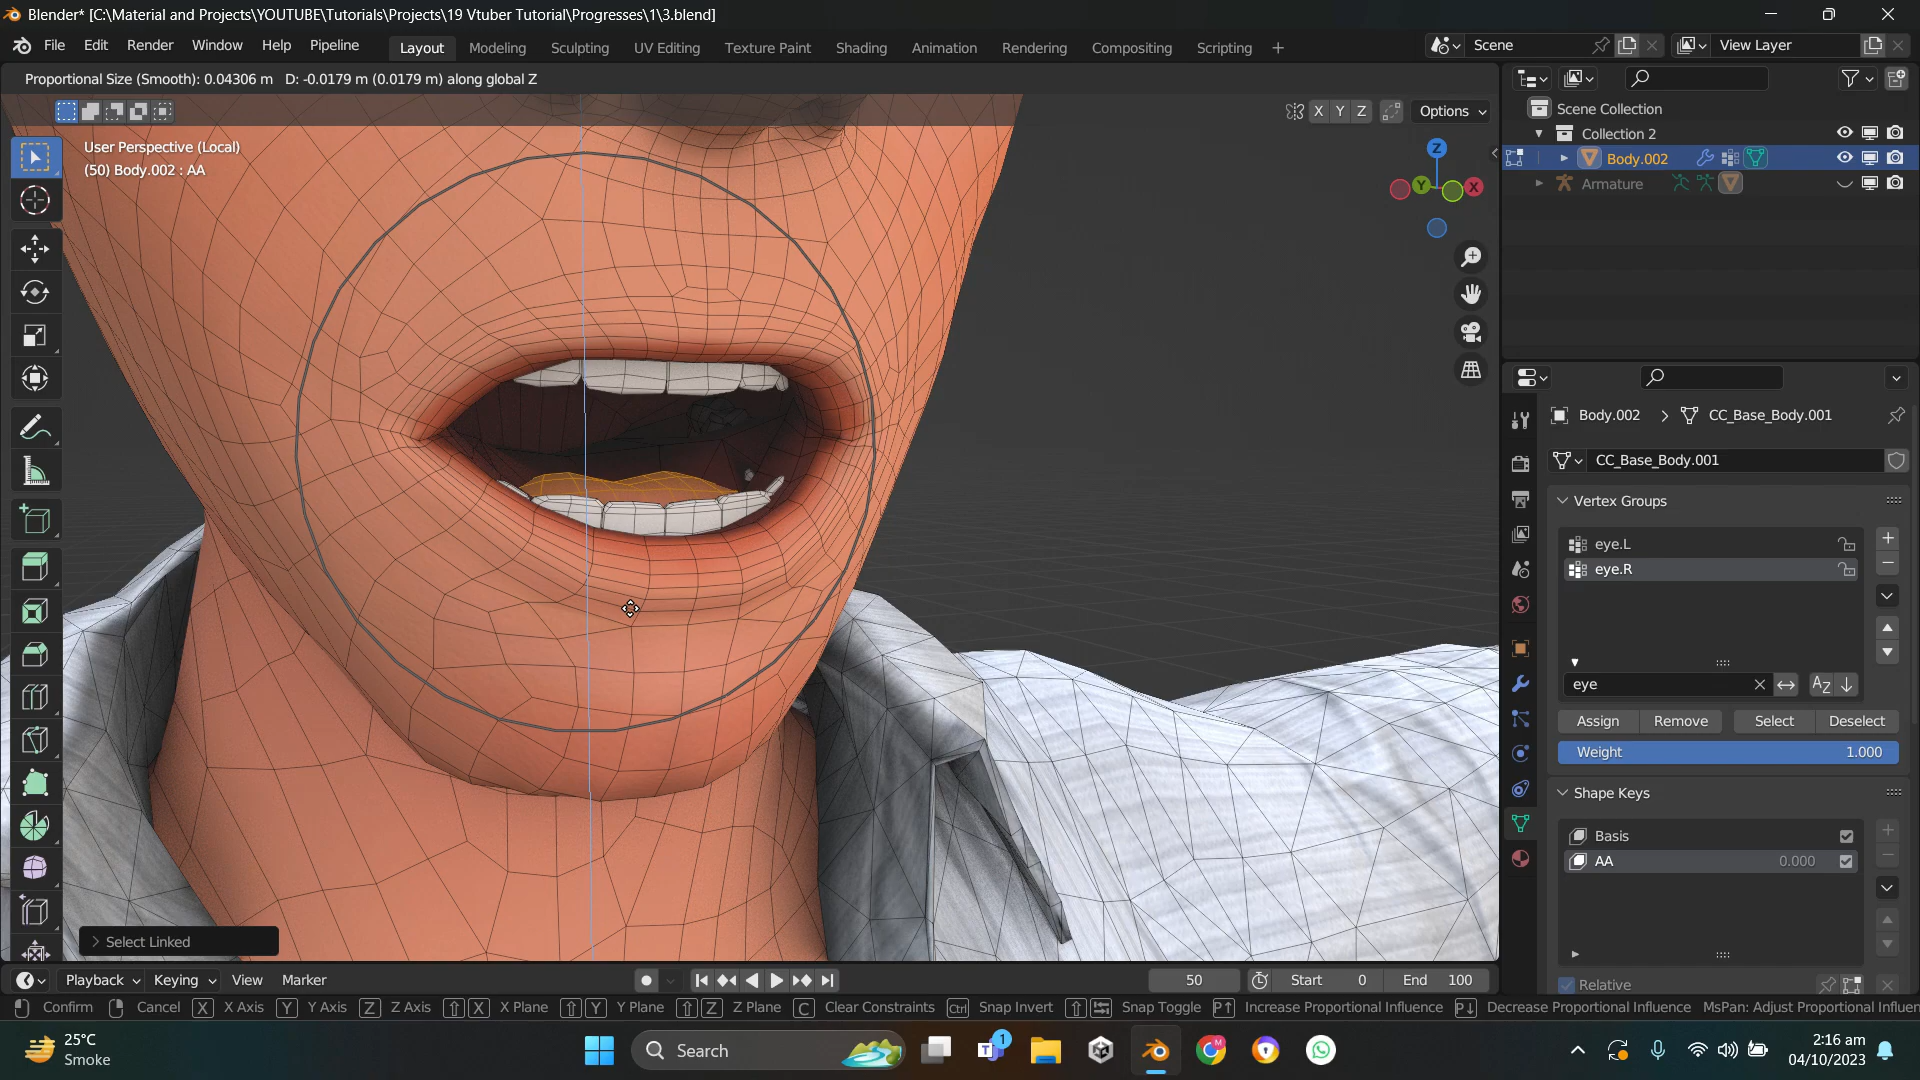 Blender* [C:\Material and Projects\YOUTUBE\Tutorials\Projects\19 Vtuber Tutorial\Progresses\1\3.blend]
File Edit Render Window Help Pipeline Layout Modeling Sculpting UV Editing Texture Paint Shading Animation Rendering Compositing Scripting + Scene View Layer
Proportional Size (Smooth): 0.04306 m D: -0.0179 m (0.0179 m) along global Z
X Y Z Options
User Perspective (Local)
(50) Body.002 : AA
Z
Y X
Scene Collection
Collection 2
Body.002
Armature
Body.002 > CC_Base_Body.001
CC_Base_Body.001
Vertex Groups
eye.L
eye.R
eye
Assign Remove Select Deselect
Weight 1.000
Shape Keys
Basis
AA 0.000
Relative
Select Linked
Playback Keying View Marker 50 Start 0 End 100
Confirm Cancel X X Axis Y Y Axis Z Z Axis X X Plane Y Y Plane Z Z Plane C Clear Constraints Ctrl Snap Invert Snap Toggle P Increase Proportional Influence P Decrease Proportional Influence MsPan: Adjust Proportional Influen
25°C
Smoke
Search
1
2:16 am
04/10/2023